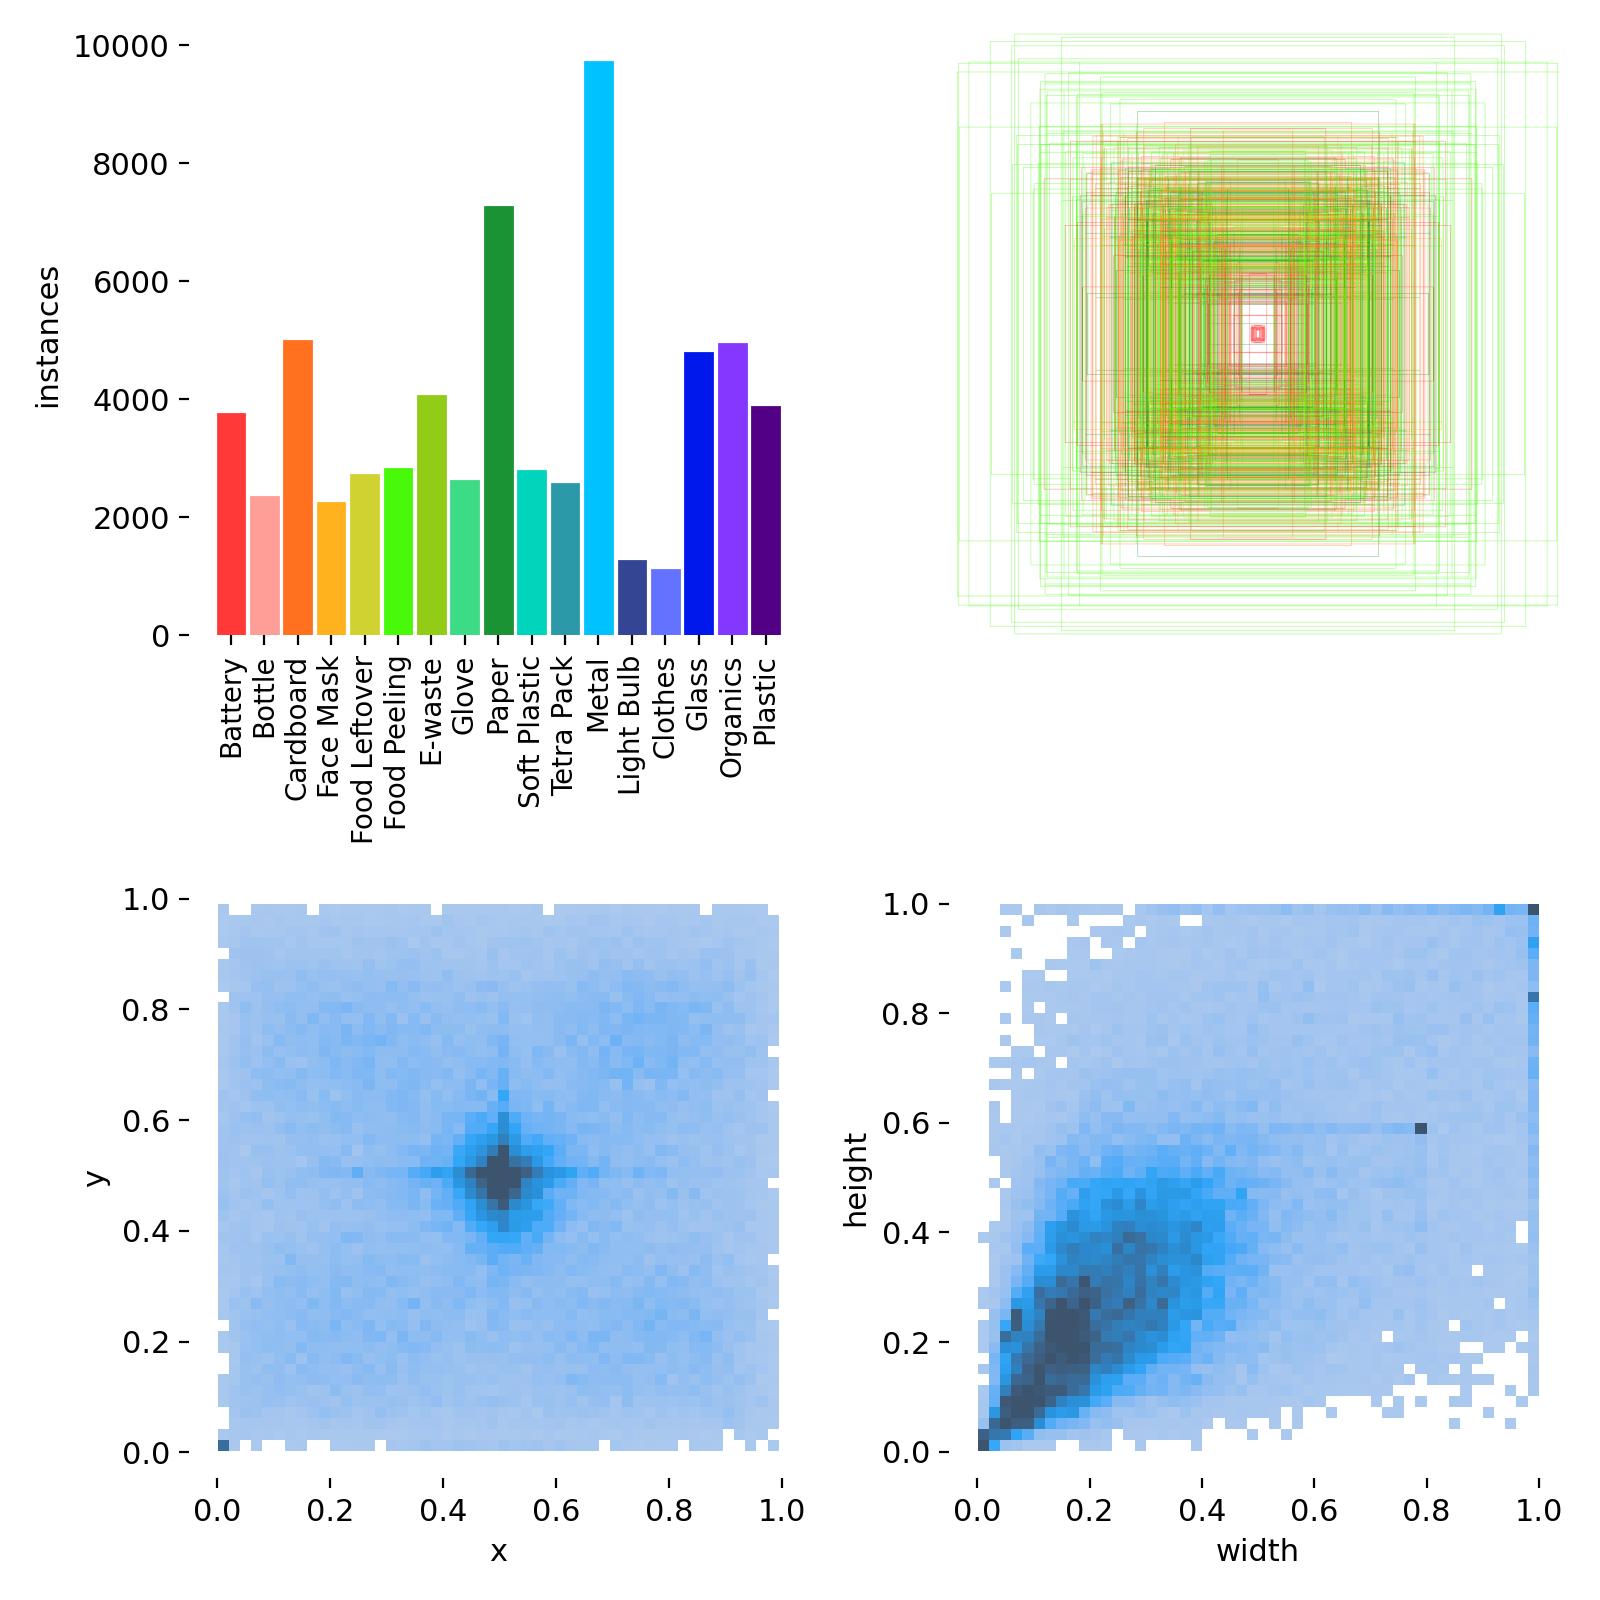 instances
10000
8000
6000
4000
2000
0
Battery
Bottle
Cardboard
Face Mask
Food Leftover
Food Peeling
E-waste
Glove
Paper
Soft Plastic
Tetra Pack
Metal
Light Bulb
Clothes
Glass
Organics
Plastic
y
1.0
0.8
0.6
0.4
0.2
0.0
0.0 0.2 0.4 0.6 0.8 1.0
x
height
1.0
0.8
0.6
0.4
0.2
0.0
0.0 0.2 0.4 0.6 0.8 1.0
width